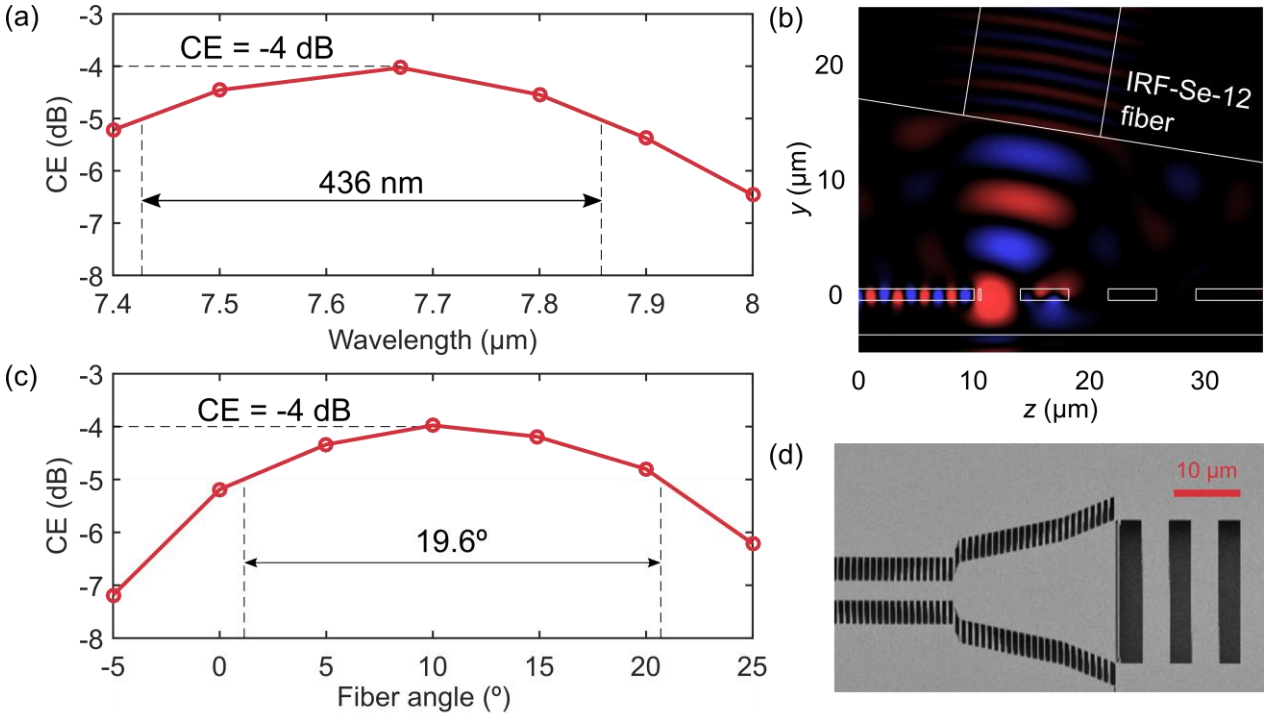 (a)
-3
-4
-5
-6
-7
-8
CE (dB)
CE = -4 dB
436 nm
7.4 7.5 7.6 7.7 7.8 7.9 8
Wavelength (µm)
(b)
20
10
0
y (µm)
IRF-Se-12
fiber
0 10 20 30
z (µm)
(c)
-3
-4
-5
-6
-7
-8
CE (dB)
CE = -4 dB
19.6º
-5 0 5 10 15 20 25
Fiber angle (º)
(d)
10 µm